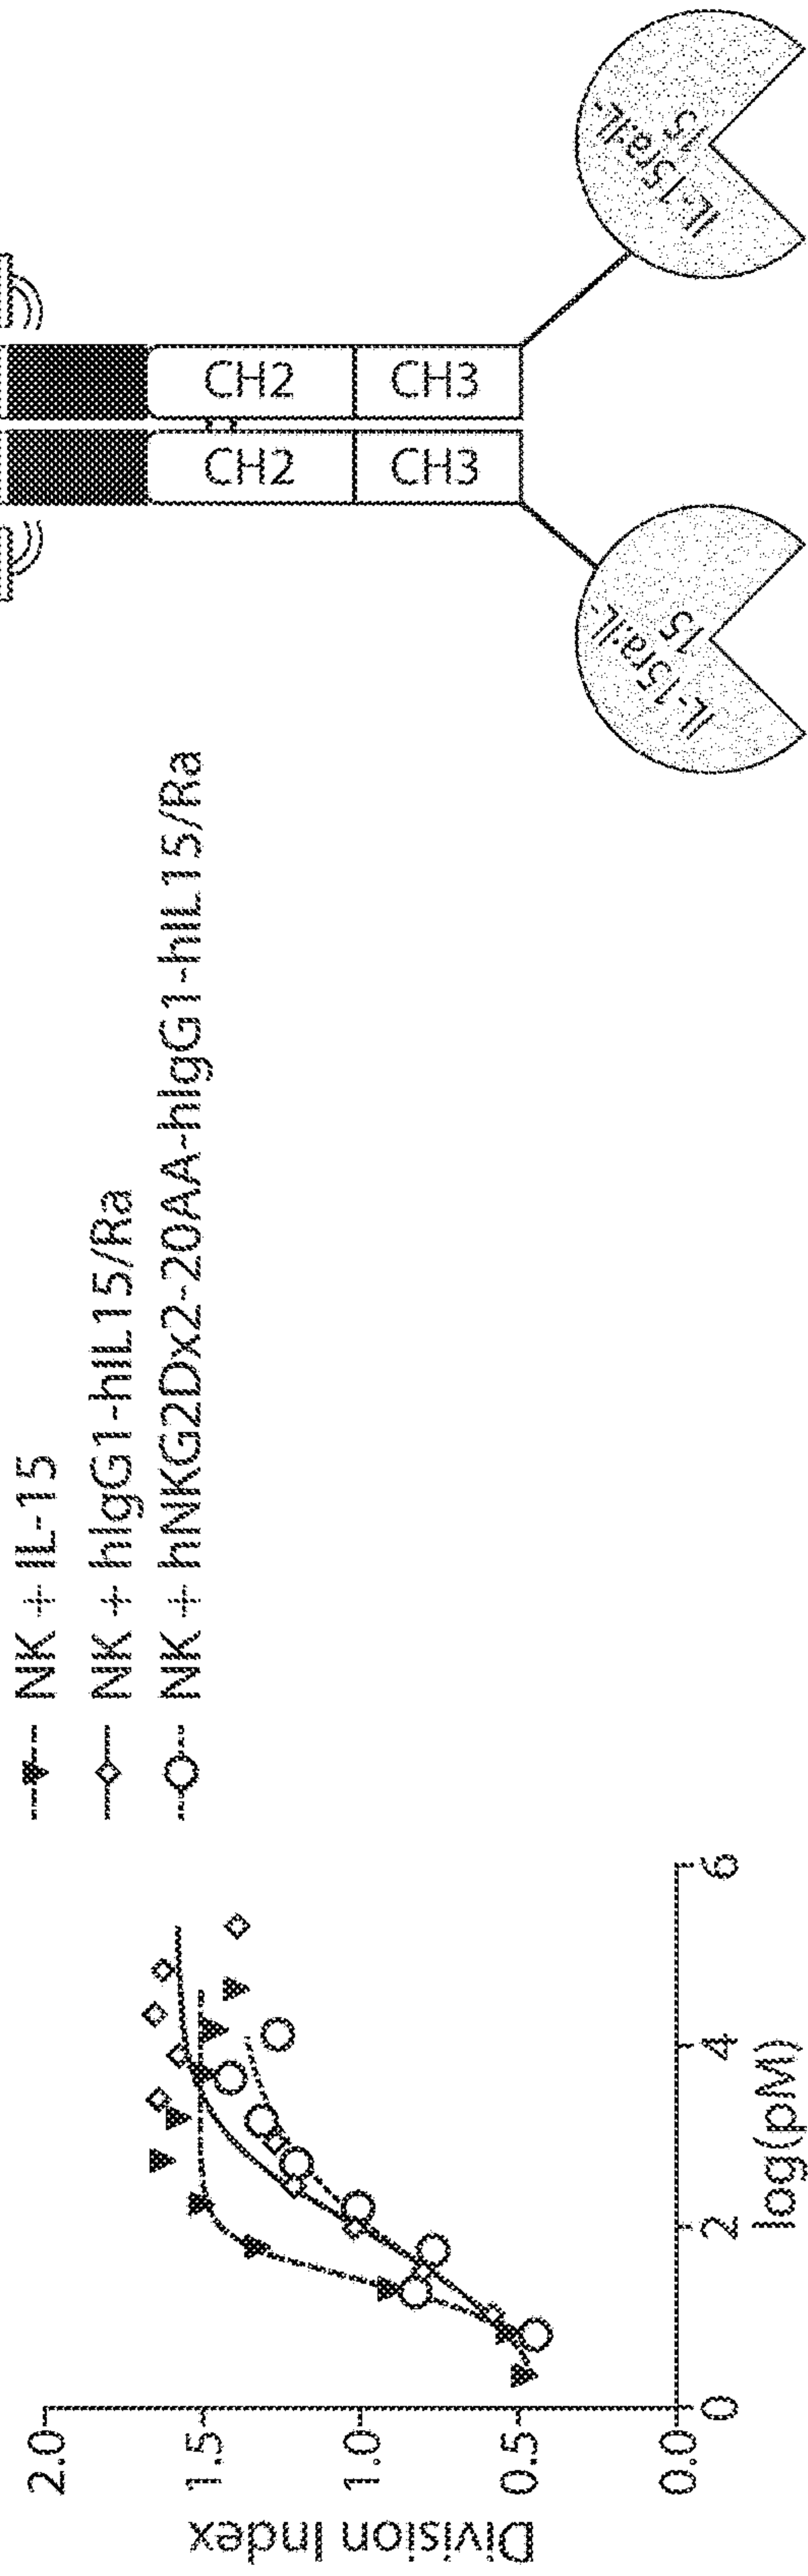 NK + IL-15
NK + hIgG1-hIL15/Ra
NK + hNKG2Dx2-20AA-hIgG1-hIL15/Ra
Division Index
2.0
1.5
1.0
0.5
0.0
0
2
4
6
log(pM)
CH2
CH2
CH3
CH3
IL-15ra:IL-
15
IL-15ra:IL-
15